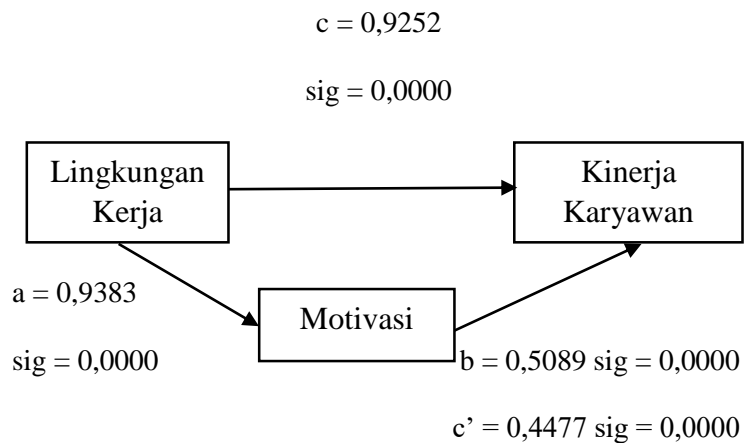 c = 0,9252
sig = 0,0000
Lingkungan
Kerja
Kinerja
Karyawan
a = 0,9383
sig = 0,0000
Motivasi
b = 0,5089 sig = 0,0000
c’ = 0,4477 sig = 0,0000